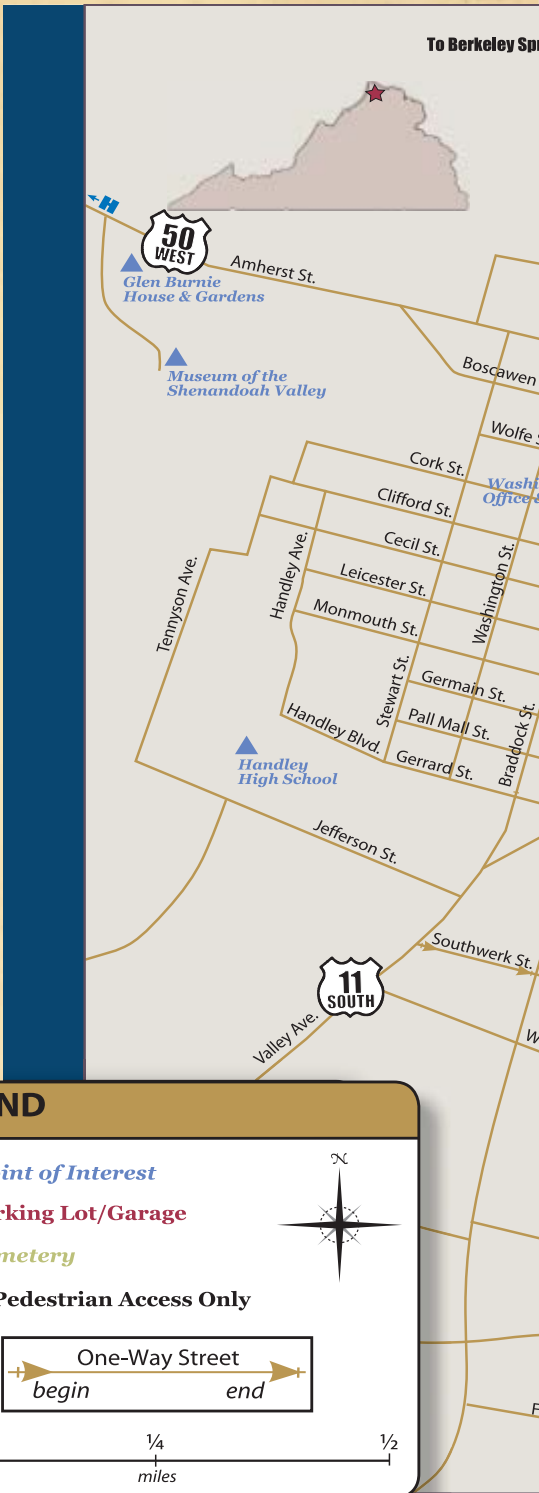 To Berkeley Spr
H
50
WEST
Amherst St.
Glen Burnie
House & Gardens
Museum of the
Shenandoah Valley
Boscawen
Wolfe S
Cork St.
Washi
Office &
Clifford St.
Cecil St.
Handley Ave.
Tennyson Ave.
Leicester St.
Washington St.
Monmouth St.
Stewart St.
Germain St.
Pall Mall St.
Braddock St.
Handley Blvd.
Gerrard St.
Handley
High School
Jefferson St.
Southwerk St.
11
SOUTH
Valley Ave.
W
ND
N
int of Interest
rking Lot/Garage
metery
Pedestrian Access Only
One-Way Street
begin end
¼ ½
miles
F